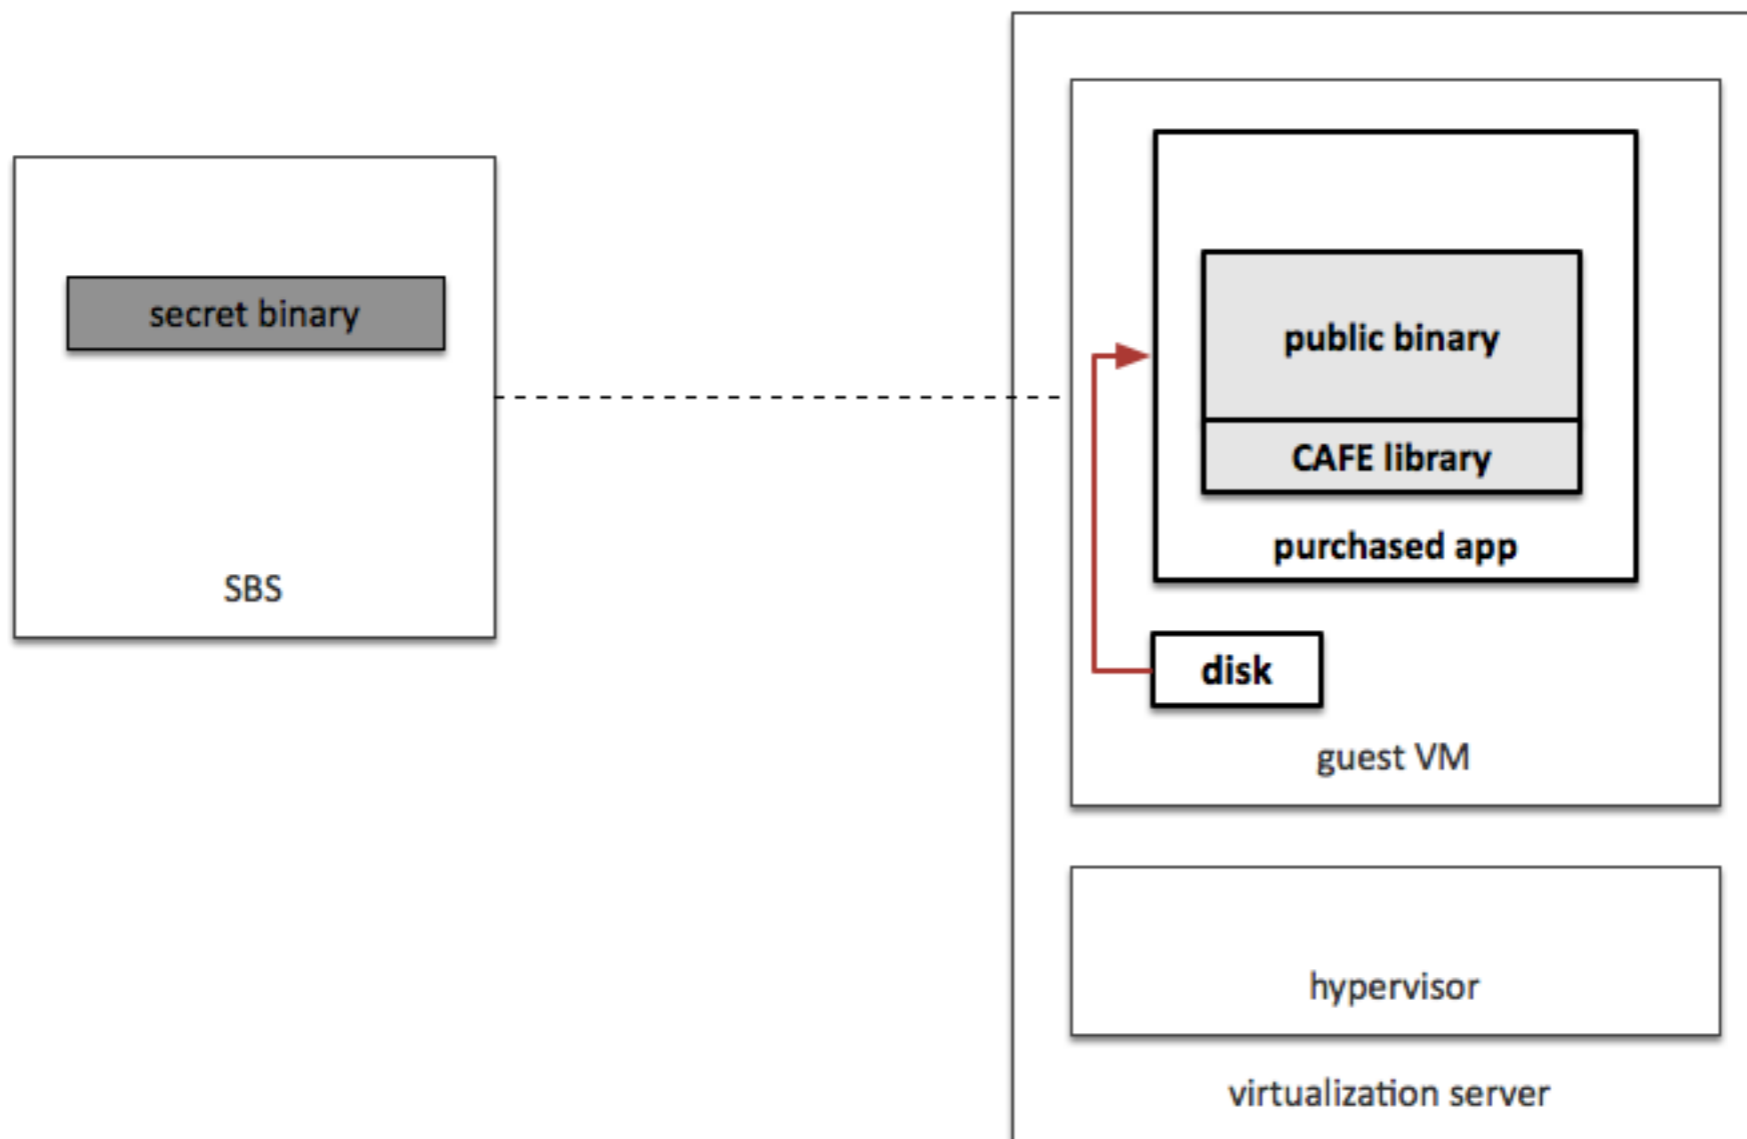 secret binary
SBS
public binary
CAFE library
purchased app
disk
guest VM
hypervisor
virtualization server